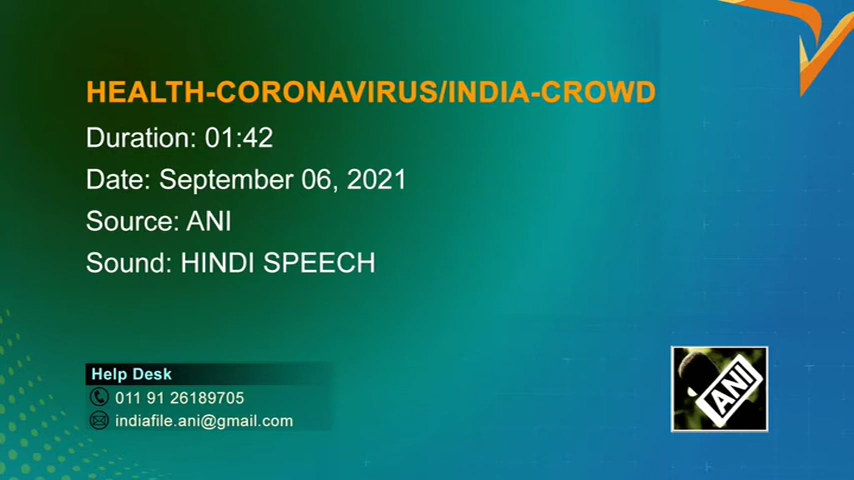 HEALTH-CORONAVIRUS/INDIA-CROWD
Duration: 01:42
Date: September 06, 2021
Source: ANI
Sound: HINDI SPEECH
Help Desk
011 91 26189705
indiafile.ani@gmail.com
ANI